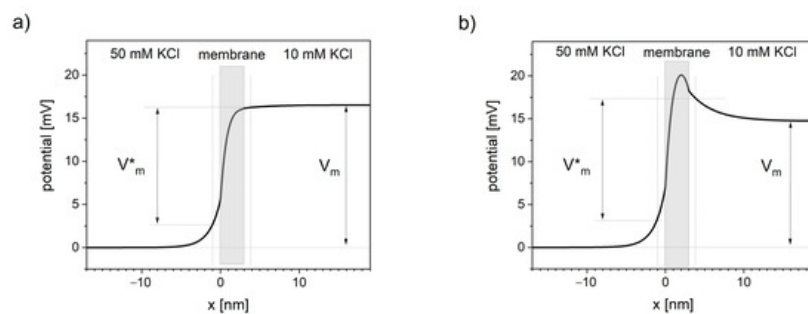 a)
50 mM KCl membrane 10 mM KCl
20
15
10
5
0
potential [mV]
V*m
Vm
−10 0 10
x [nm]
b)
50 mM KCl membrane 10 mM KCl
20
15
10
5
0
potential [mV]
V*m
Vm
−10 0 10
x [nm]